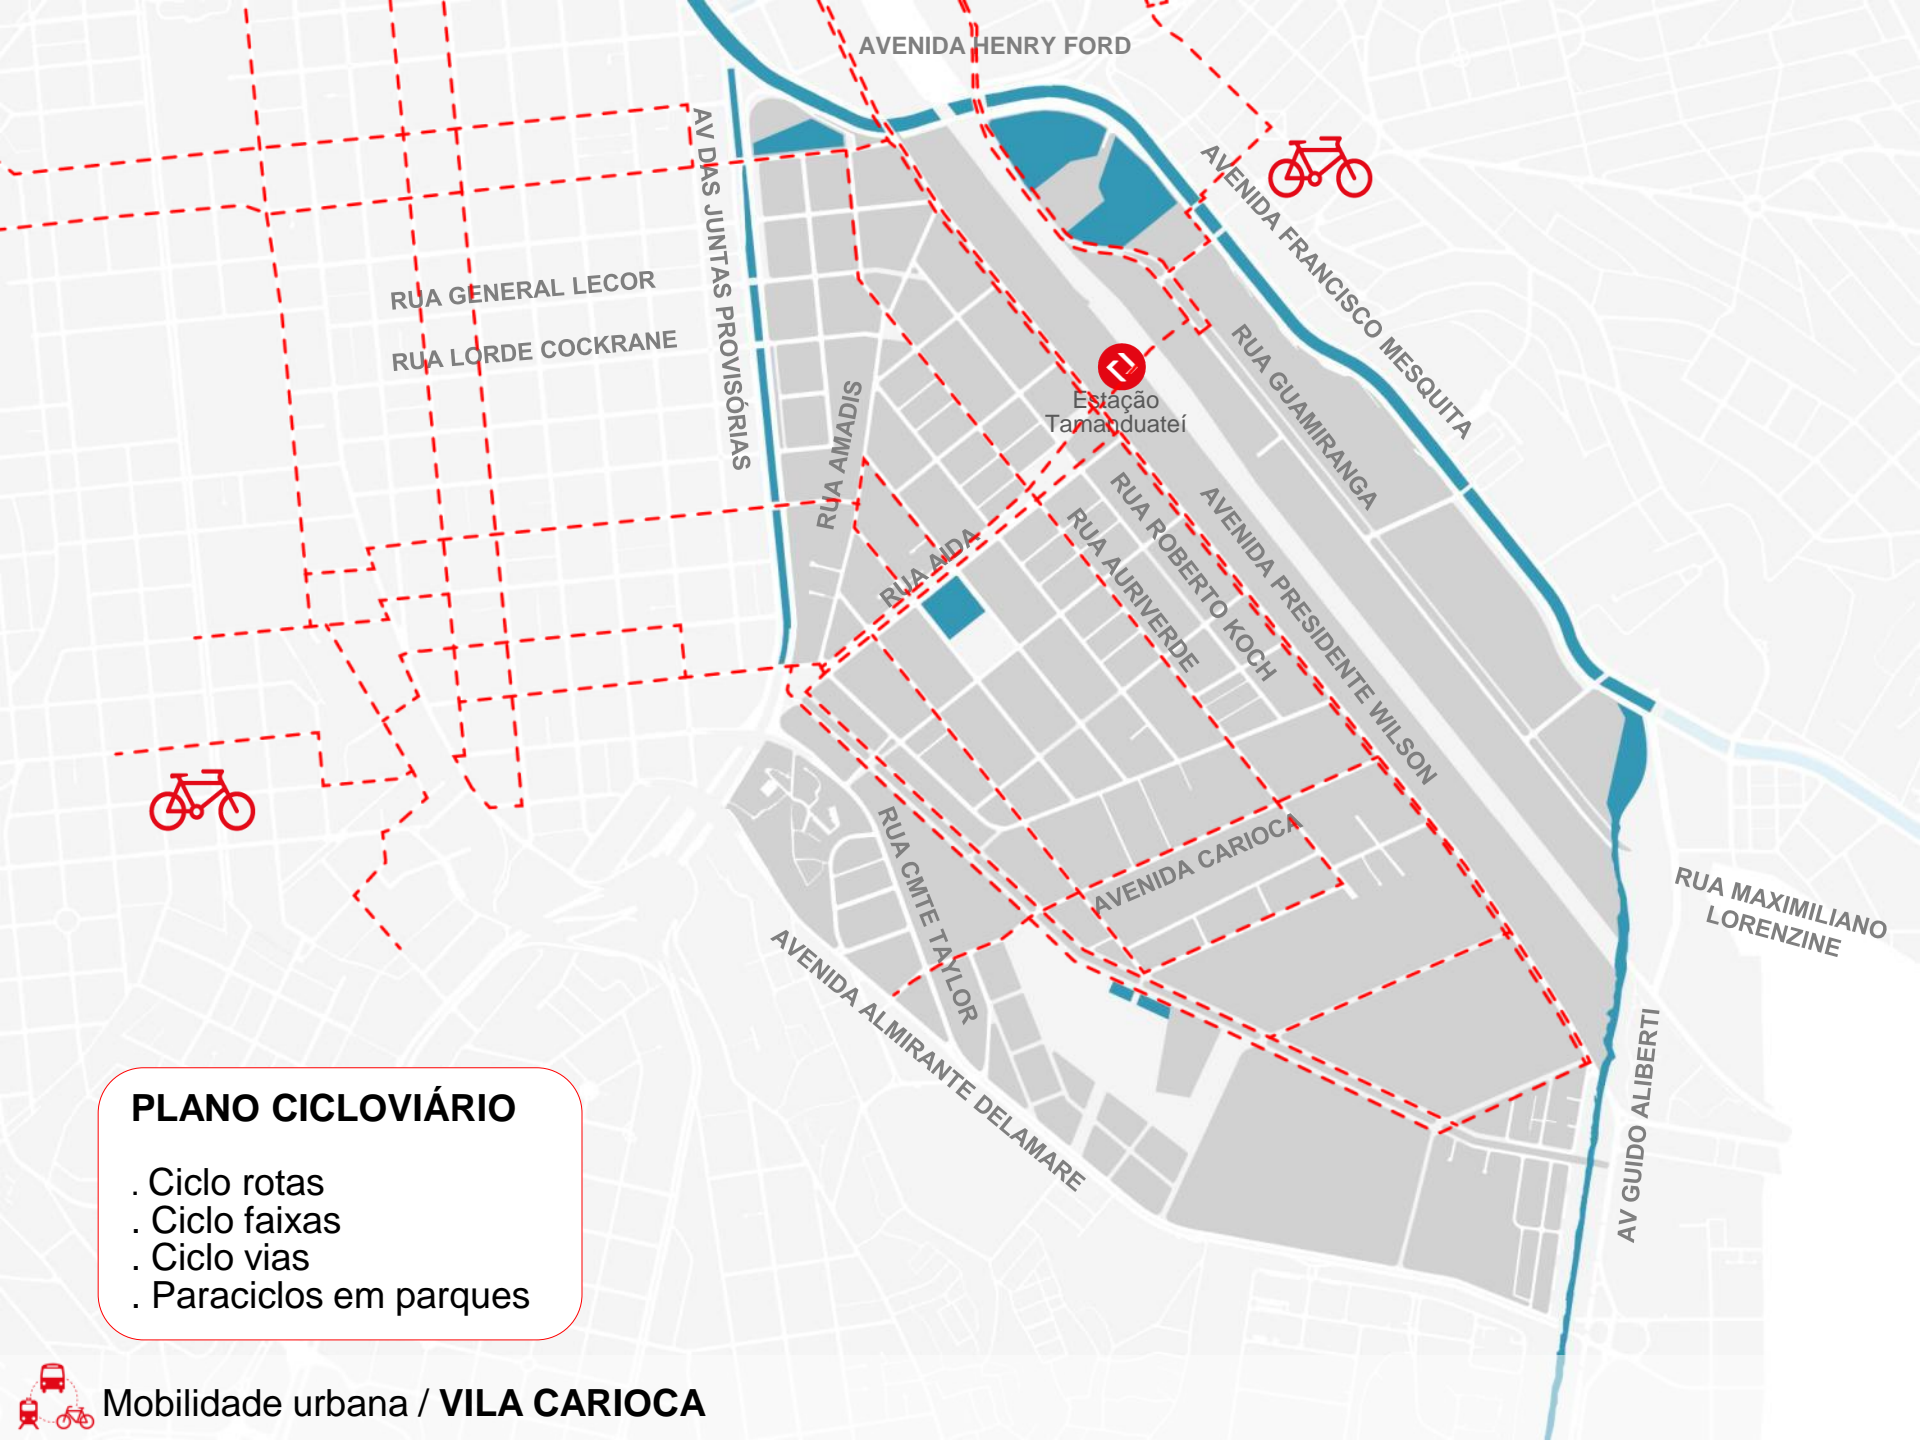 AVENIDA HENRY FORD
AV DAS JUNTAS PROVISÓRIAS
AVENIDA FRANCISCO MESQUITA
RUA GENERAL LECOR
RUA LORDE COCKRANE
RUA AMADIS
Estação
Tamanduateí
RUA GUAMIRANGA
RUA AIDA
RUA AURIVERDE
RUA ROBERTO KOCH
AVENIDA PRESIDENTE WILSON
RUA CMTE TAYLOR
AVENIDA CARIOCA
RUA MAXIMILIANO
LORENZINE
AVENIDA ALMIRANTE DELAMARE
AV GUIDO ALIBERTI
PLANO CICLOVIÁRIO
. Ciclo rotas
. Ciclo faixas
. Ciclo vias
. Paraciclos em parques
Mobilidade urbana / VILA CARIOCA